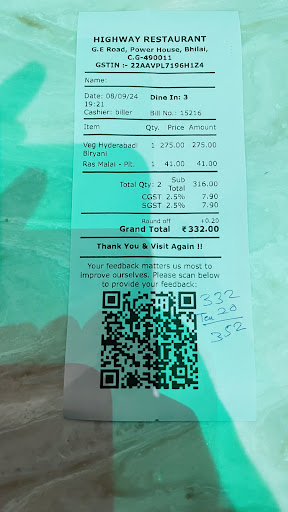 HIGHWAY RESTAURANT
G.E Road, Power House, Bhilai,
C.G-490011
GSTIN :- 22AAVPL7196H1Z4
Name:
Date: 08/09/24 Dine In: 3
19:21
Cashier: biller Bill No.: 15216
Item Qty. Price Amount
Veg Hyderabadi 1 275.00 275.00
Biryani
Ras Malai - Plt. 1 41.00 41.00
Total Qty: 2 Sub Total 316.00
CGST 2.5% 7.90
SGST 2.5% 7.90
Round off +0.20
Grand Total ₹332.00
Thank You & Visit Again !!
Your feedback matters us most to
improve ourselves. Please scan below
to provide your feedback:
332
Tea 20
352